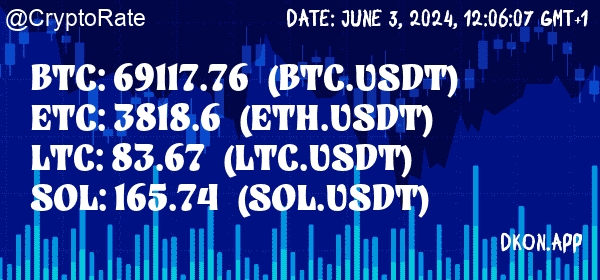 @CryptoRate
DATE: JUNE 3, 2024, 12:06:07 GMT+1
BTC: 69117.76 (BTC.USDT)
ETC: 3818.6 (ETH.USDT)
LTC: 83.67 (LTC.USDT)
SOL: 165.74 (SOL.USDT)
DKON.APP